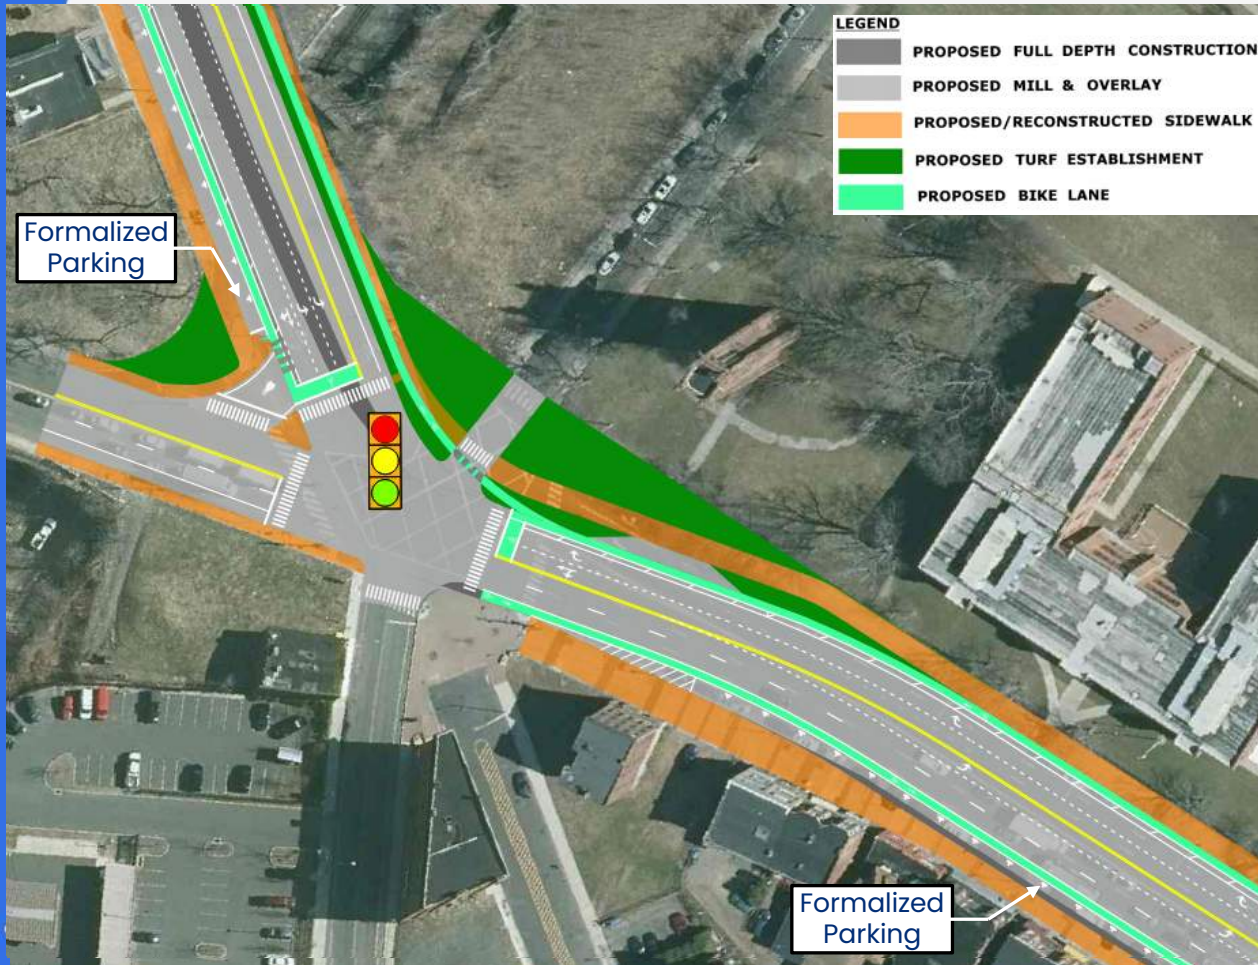 LEGEND
PROPOSED FULL DEPTH CONSTRUCTION
PROPOSED MILL & OVERLAY
PROPOSED/RECONSTRUCTED SIDEWALK
PROPOSED TURF ESTABLISHMENT
PROPOSED BIKE LANE
Formalized
Parking
Formalized
Parking